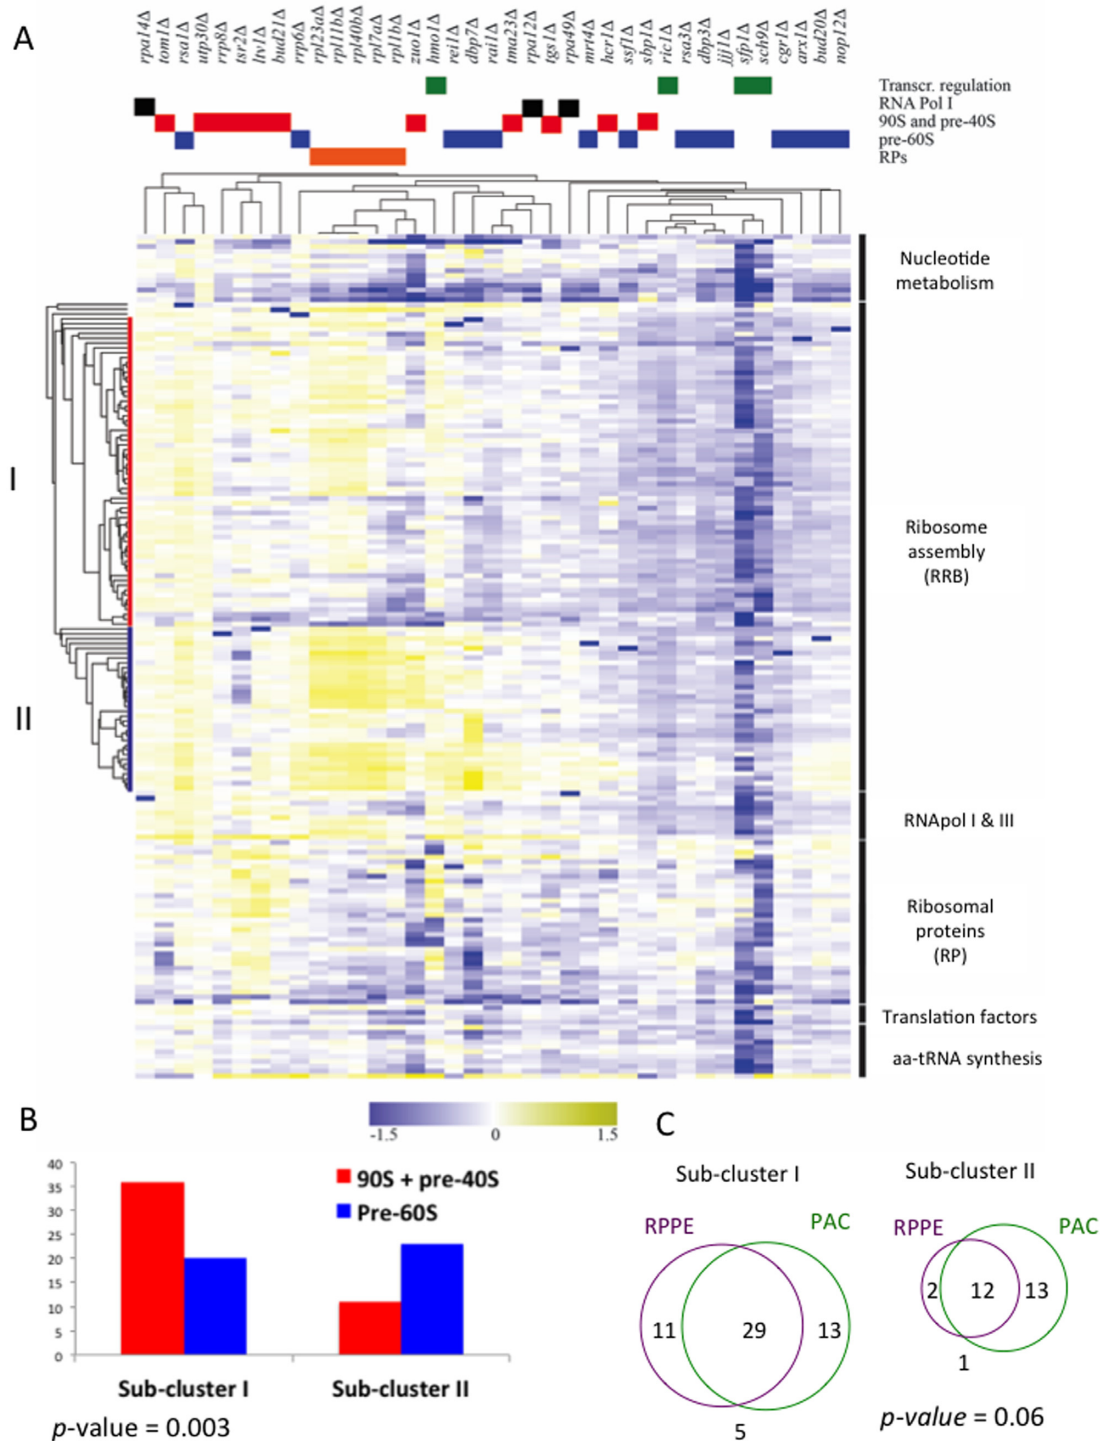 A
rpa14Δ
tom1Δ
rsa1Δ
utp30Δ
rrp8Δ
tsr2Δ
ltv1Δ
bud21Δ
rrp6Δ
rpl23aΔ
rpl11bΔ
rpl40bΔ
rpl7aΔ
rpl1bΔ
zuo1Δ
hmo1Δ
rei1Δ
dbp7Δ
rai1Δ
tma23Δ
rpa12Δ
tgs1Δ
rpa49Δ
mrt4Δ
hcr1Δ
ssf1Δ
sbp1Δ
ric1Δ
rsa3Δ
dbp3Δ
jjj1Δ
sfp1Δ
sch9Δ
cgr1Δ
arx1Δ
bud20Δ
nop12Δ
Transcr. regulation
RNA Pol I
90S and pre-40S
pre-60S
RPs
Nucleotide
metabolism
I
Ribosome
assembly
(RRB)
II
RNApol I & III
Ribosomal
proteins
(RP)
Translation factors
aa-tRNA synthesis
-1.5
0
1.5
B
40
35
30
25
20
15
10
5
0
90S + pre-40S
Pre-60S
Sub-cluster I
Sub-cluster II
p-value = 0.003
C
Sub-cluster I
RPPE
PAC
11
29
13
5
Sub-cluster II
RPPE
PAC
2
12
13
1
p-value = 0.06